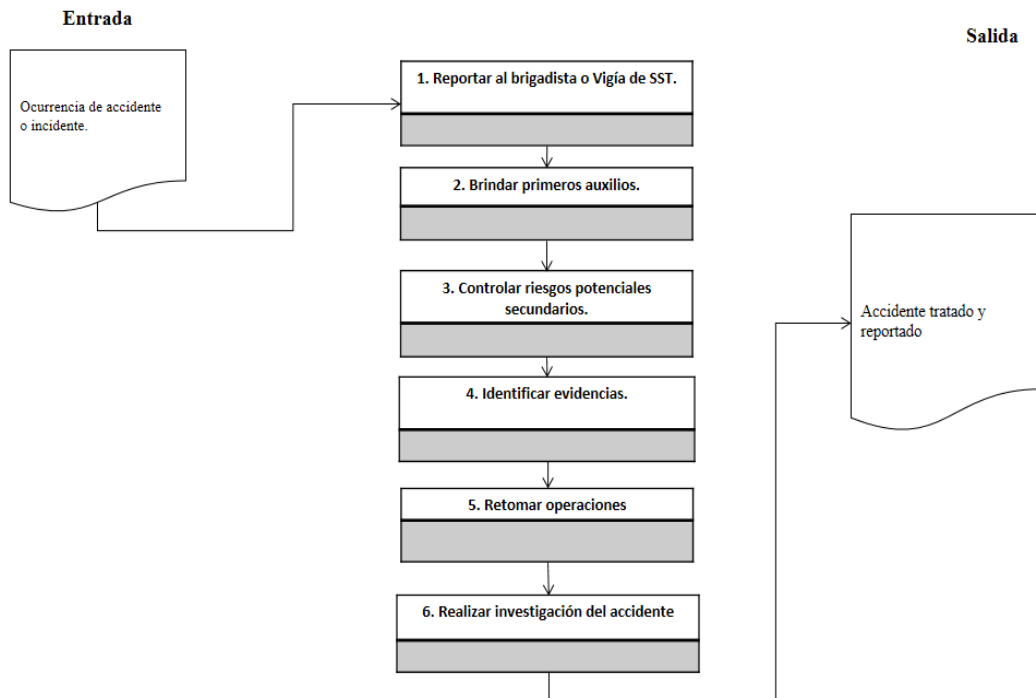 Entrada
Salida
Ocurrencia de accidente
o incidente.
1. Reportar al brigadista o Vigía de SST.
2. Brindar primeros auxilios.
3. Controlar riesgos potenciales
secundarios.
4. Identificar evidencias.
5. Retomar operaciones
6. Realizar investigación del accidente
Accidente tratado y
reportado